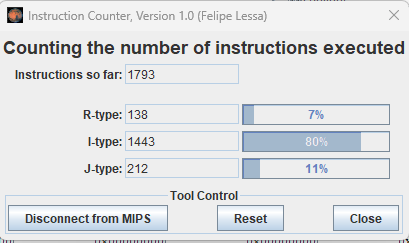 Instruction Counter, Version 1.0 (Felipe Lessa)
Counting the number of instructions executed
Instructions so far: 1793
R-type: 138 7%
I-type: 1443 80%
J-type: 212 11%
Tool Control
Disconnect from MIPS Reset Close